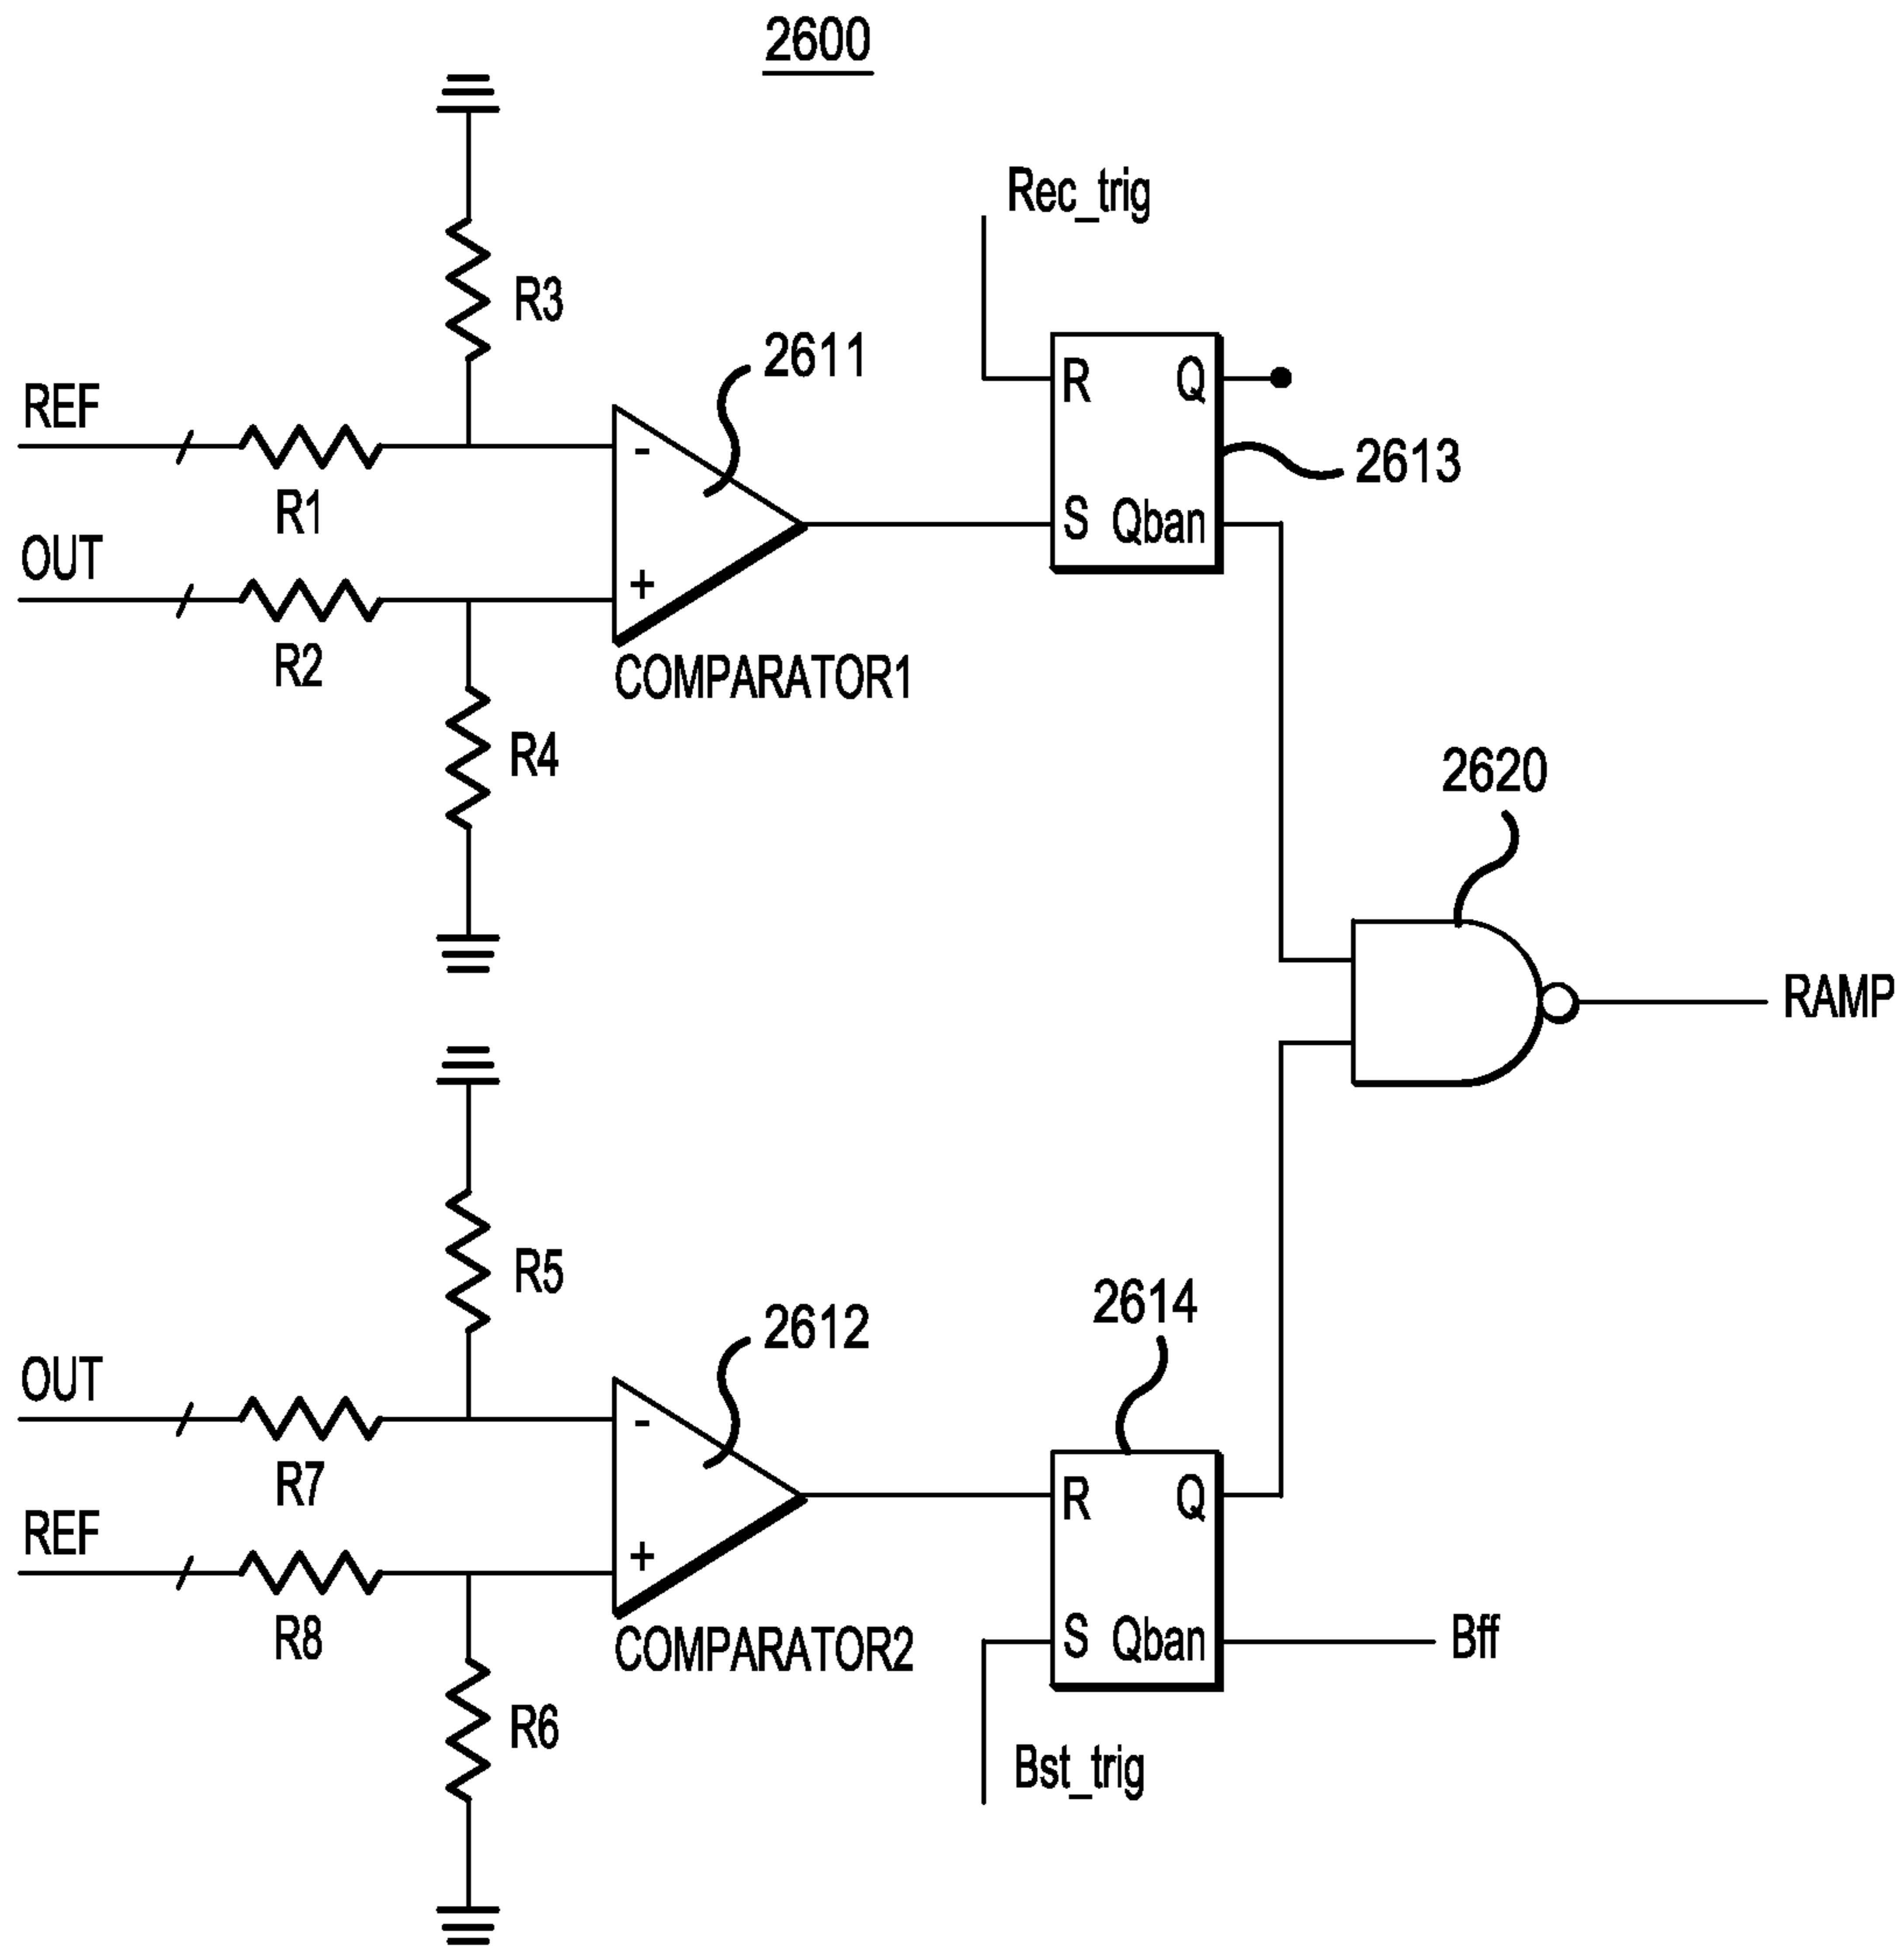 2600
Rec_trig
R3
2611
REF
R1
R Q
2613
S Qban
OUT
R2
-
+
COMPARATOR1
R4
2620
RAMP
R5
2612
2614
OUT
R7
-
R Q
REF
R8
+
COMPARATOR2
S Qban
Bff
R6
Bst_trig